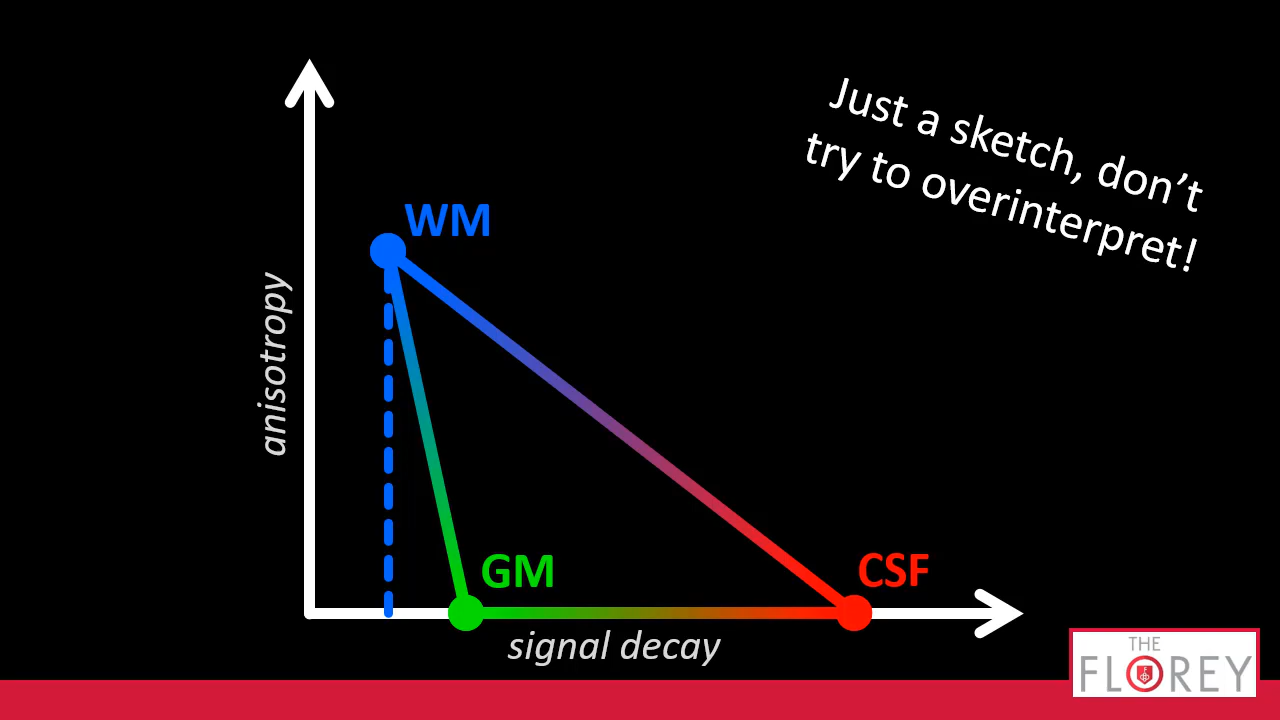 Just a sketch, don't
try to overinterpret!
WM
anisotropy
GM
CSF
signal decay
THE
FLOREY